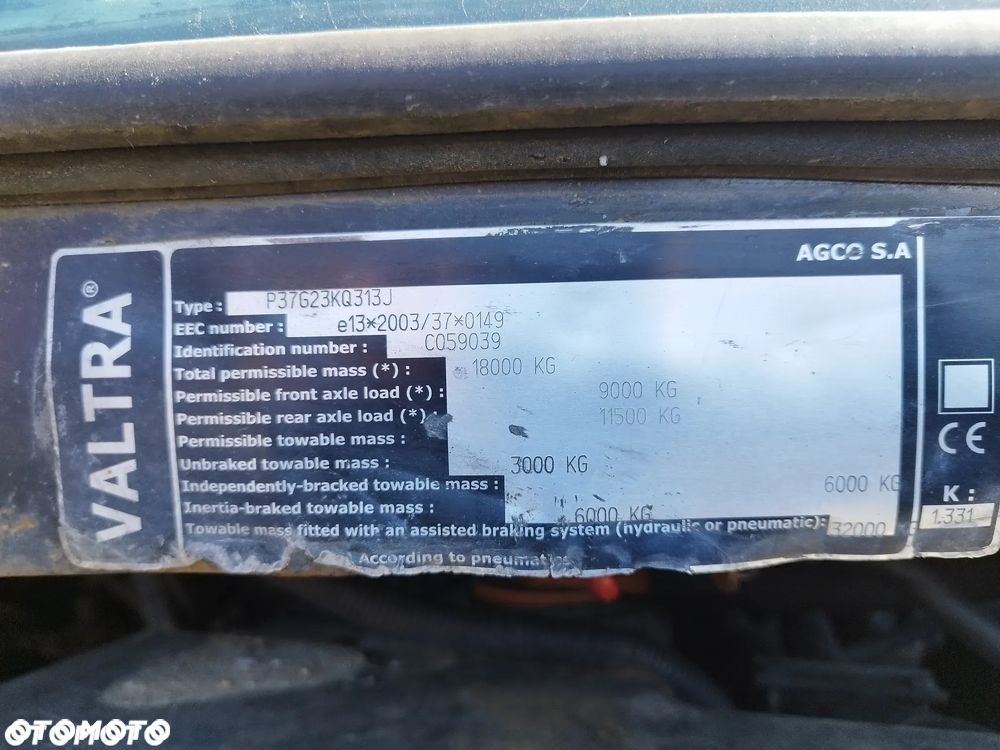 VALTRA®
AGCO S.A
Type : P37G23KQ313J
EEC number : e13*2003/37*0149
Identification number : C059039
Total permissible mass (*) : 18000 KG
Permissible front axle load (*) : 9000 KG
Permissible rear axle load (*) : 11500 KG
Permissible towable mass :
Unbraked towable mass : 3000 KG
Independently-bracked towable mass : 6000 KG
Inertia-braked towable mass : 6000 KG
Towable mass fitted with an assisted braking system (hydraulic or pneumatic): 32000
According to pneumatics
CE
K :
1.331
OTOMOTO